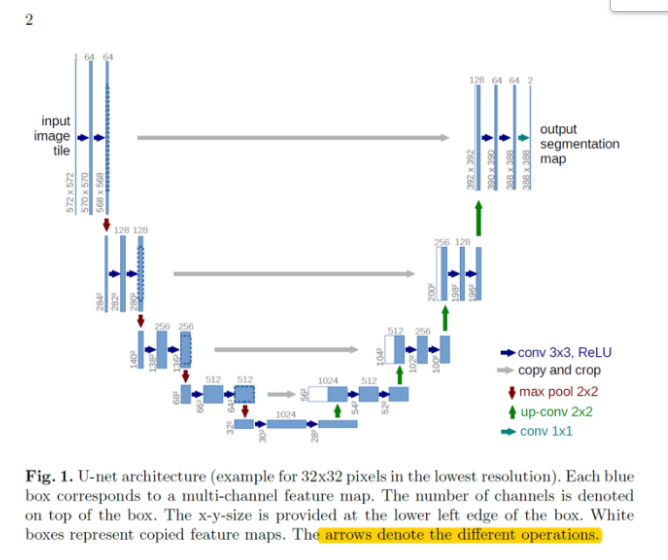 2
1 64 64
128 64 64 2
input
image
tile
output
segmentation
map
572 x 572
570 x 570
568 x 568
392 x 392
390 x 390
388 x 388
388 x 388
128 128
256 128
284²
282²
280²
200²
198²
196²
256 256
512 256
140²
138²
136²
104²
102²
100²
512 512
1024 512
68²
66²
64²
56²
54²
52²
1024
32²
30²
28²
conv 3x3, ReLU
copy and crop
max pool 2x2
up-conv 2x2
conv 1x1
Fig. 1. U-net architecture (example for 32x32 pixels in the lowest resolution). Each blue
box corresponds to a multi-channel feature map. The number of channels is denoted
on top of the box. The x-y-size is provided at the lower left edge of the box. White
boxes represent copied feature maps. The arrows denote the different operations.